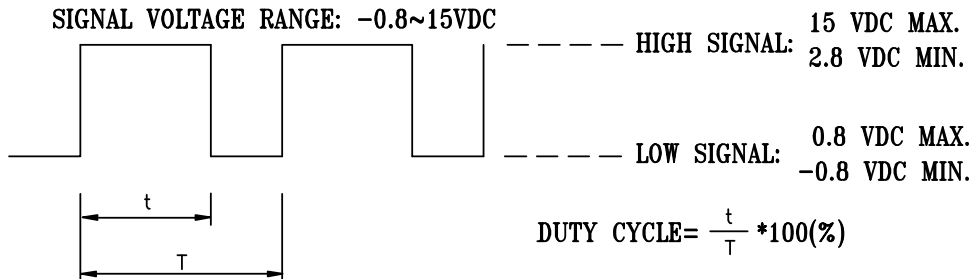 SIGNAL VOLTAGE RANGE: -0.8~15VDC
HIGH SIGNAL: 15 VDC MAX.
2.8 VDC MIN.
LOW SIGNAL: 0.8 VDC MAX.
-0.8 VDC MIN.
t
T
DUTY CYCLE= t/T *100(%)